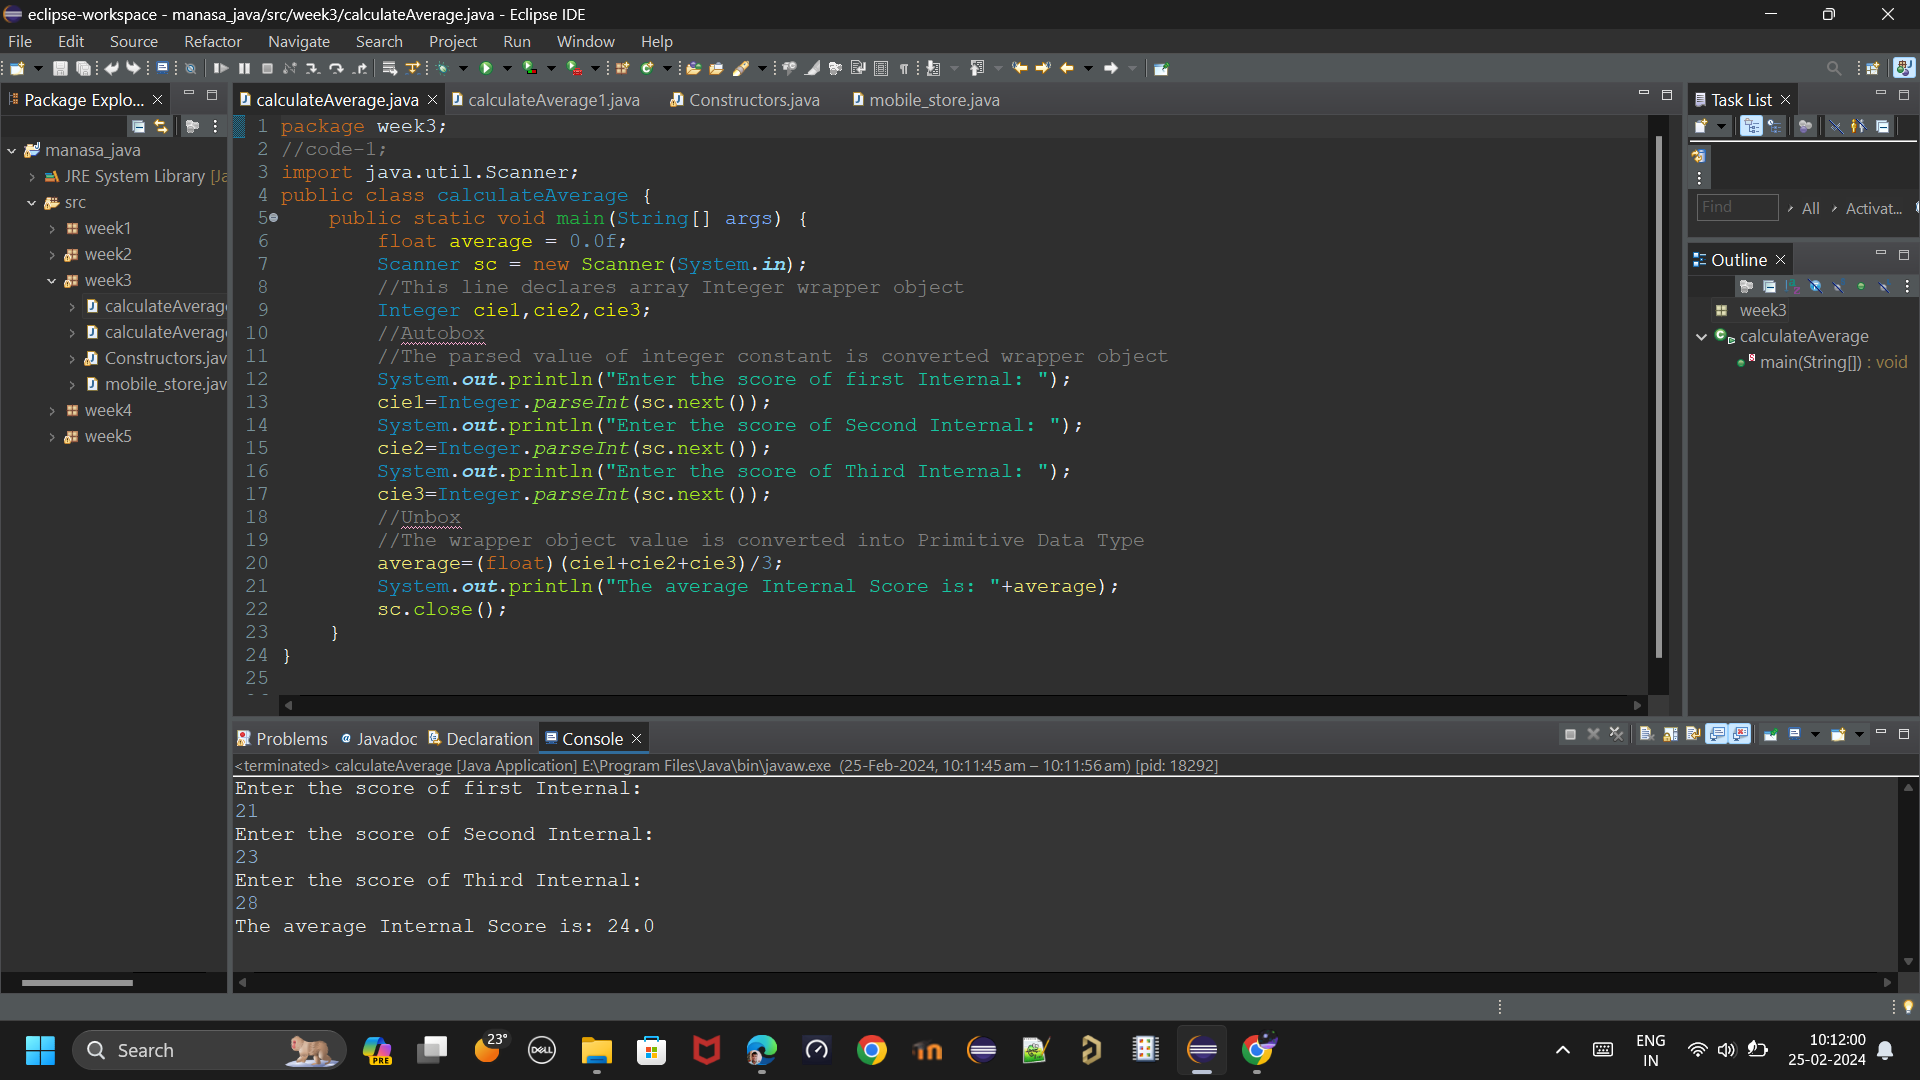 eclipse-workspace - manasa_java/src/week3/calculateAverage.java - Eclipse IDE
File Edit Source Refactor Navigate Search Project Run Window Help
Package Explo...
calculateAverage.java
calculateAverage1.java
Constructors.java
mobile_store.java
Task List
manasa_java
JRE System Library [Ja
src
week1
week2
week3
calculateAverag
calculateAverag
Constructors.jav
mobile_store.jav
week4
week5
1 package week3;
2 //code-1;
3 import java.util.Scanner;
4 public class calculateAverage {
5 public static void main(String[] args) {
6 float average = 0.0f;
7 Scanner sc = new Scanner(System.in);
8 //This line declares array Integer wrapper object
9 Integer cie1,cie2,cie3;
10 //Autobox
11 //The parsed value of integer constant is converted wrapper object
12 System.out.println("Enter the score of first Internal: ");
13 cie1=Integer.parseInt(sc.next());
14 System.out.println("Enter the score of Second Internal: ");
15 cie2=Integer.parseInt(sc.next());
16 System.out.println("Enter the score of Third Internal: ");
17 cie3=Integer.parseInt(sc.next());
18 //Unbox
19 //The wrapper object value is converted into Primitive Data Type
20 average=(float)(cie1+cie2+cie3)/3;
21 System.out.println("The average Internal Score is: "+average);
22 sc.close();
23 }
24 }
25
Find All Activat...
Outline
week3
calculateAverage
main(String[]) : void
Problems Javadoc Declaration Console
<terminated> calculateAverage [Java Application] E:\Program Files\Java\bin\javaw.exe (25-Feb-2024, 10:11:45 am – 10:11:56 am) [pid: 18292]
Enter the score of first Internal:
21
Enter the score of Second Internal:
23
Enter the score of Third Internal:
28
The average Internal Score is: 24.0
Search
PRE
23°
DELL
ENG
IN
10:12:00
25-02-2024